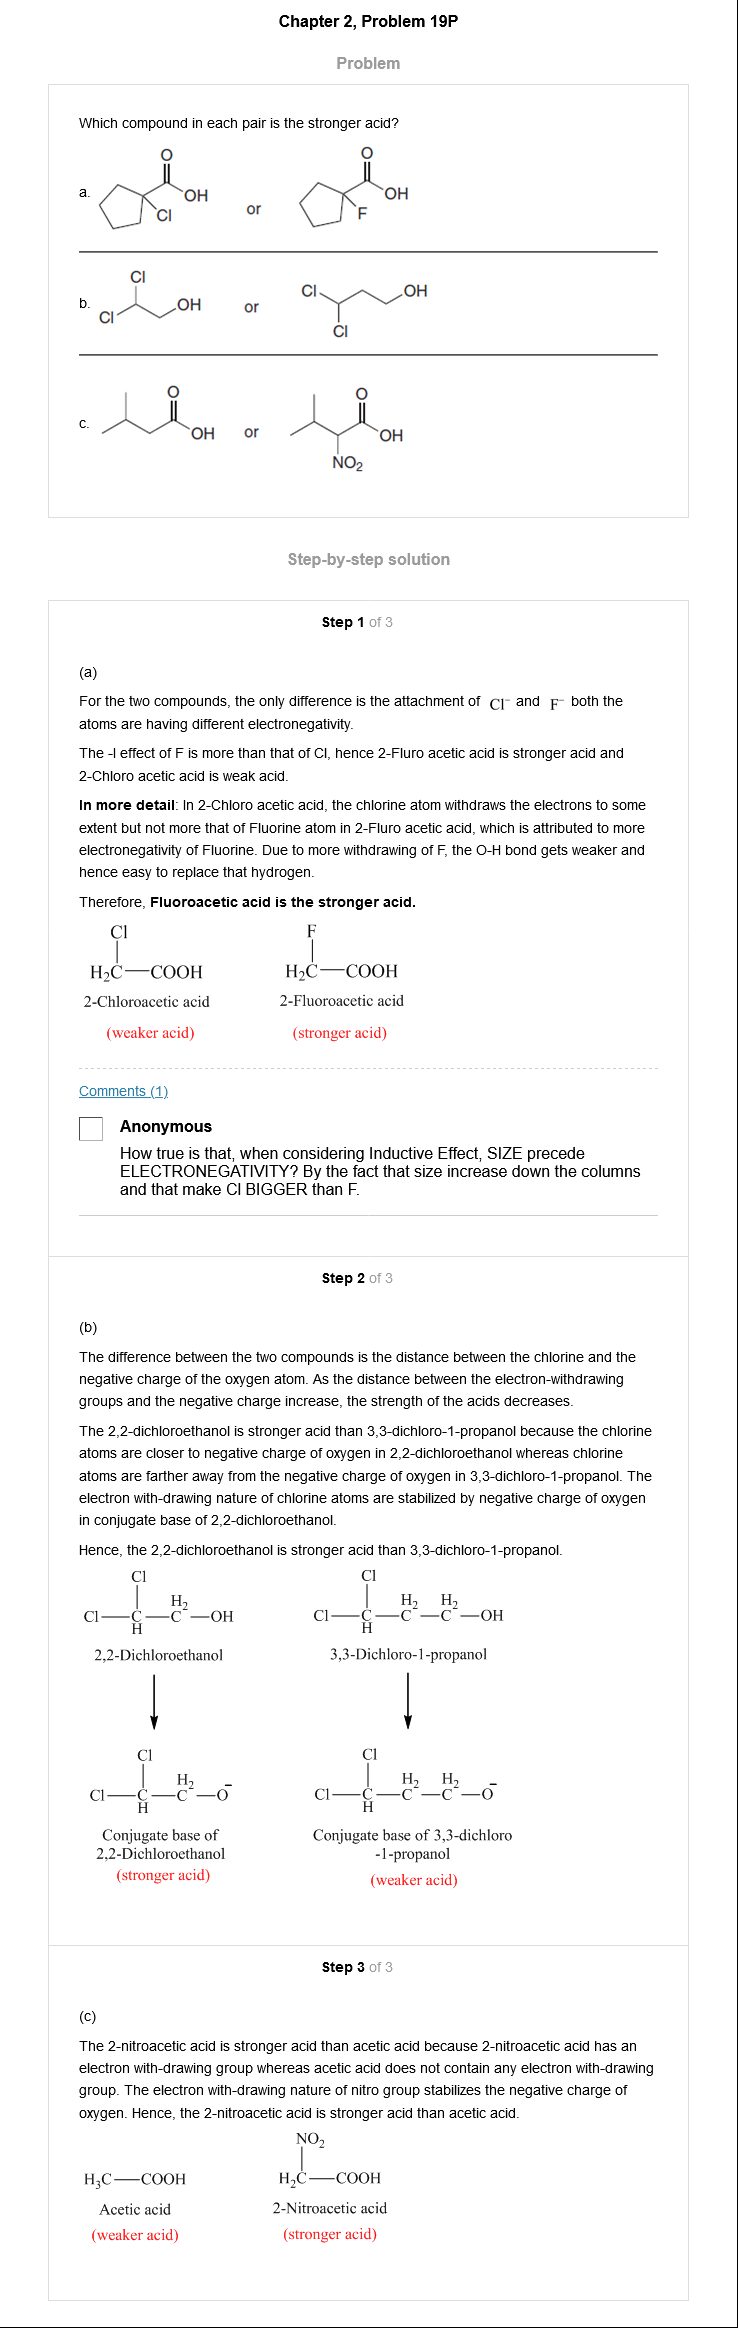 Chapter 2, Problem 19P
Problem
Which compound in each pair is the stronger acid?
a.
O
OH
Cl
or
O
OH
F
b.
Cl
Cl
OH
or
Cl
OH
Cl
c.
O
OH
or
O
OH
NO2
Step-by-step solution
Step 1 of 3
(a)
For the two compounds, the only difference is the attachment of Cl⁻ and F⁻ both the
atoms are having different electronegativity.
The -I effect of F is more than that of Cl, hence 2-Fluro acetic acid is stronger acid and
2-Chloro acetic acid is weak acid.
In more detail: In 2-Chloro acetic acid, the chlorine atom withdraws the electrons to some
extent but not more that of Fluorine atom in 2-Fluro acetic acid, which is attributed to more
electronegativity of Fluorine. Due to more withdrawing of F, the O-H bond gets weaker and
hence easy to replace that hydrogen.
Therefore, Fluoroacetic acid is the stronger acid.
Cl
H2C—COOH
2-Chloroacetic acid
(weaker acid)
F
H2C—COOH
2-Fluoroacetic acid
(stronger acid)
Comments (1)
Anonymous
How true is that, when considering Inductive Effect, SIZE precede
ELECTRONEGATIVITY? By the fact that size increase down the columns
and that make Cl BIGGER than F.
Step 2 of 3
(b)
The difference between the two compounds is the distance between the chlorine and the
negative charge of the oxygen atom. As the distance between the electron-withdrawing
groups and the negative charge increase, the strength of the acids decreases.
The 2,2-dichloroethanol is stronger acid than 3,3-dichloro-1-propanol because the chlorine
atoms are closer to negative charge of oxygen in 2,2-dichloroethanol whereas chlorine
atoms are farther away from the negative charge of oxygen in 3,3-dichloro-1-propanol. The
electron with-drawing nature of chlorine atoms are stabilized by negative charge of oxygen
in conjugate base of 2,2-dichloroethanol.
Hence, the 2,2-dichloroethanol is stronger acid than 3,3-dichloro-1-propanol.
Cl
H2
Cl—C—C—OH
H
2,2-Dichloroethanol
Cl
H2 H2
Cl—C—C—C—OH
H
3,3-Dichloro-1-propanol
Cl
H2
Cl—C—C—O⁻
H
Conjugate base of
2,2-Dichloroethanol
(stronger acid)
Cl
H2 H2
Cl—C—C—C—O⁻
H
Conjugate base of 3,3-dichloro
-1-propanol
(weaker acid)
Step 3 of 3
(c)
The 2-nitroacetic acid is stronger acid than acetic acid because 2-nitroacetic acid has an
electron with-drawing group whereas acetic acid does not contain any electron with-drawing
group. The electron with-drawing nature of nitro group stabilizes the negative charge of
oxygen. Hence, the 2-nitroacetic acid is stronger acid than acetic acid.
H3C—COOH
Acetic acid
(weaker acid)
NO2
H2C—COOH
2-Nitroacetic acid
(stronger acid)